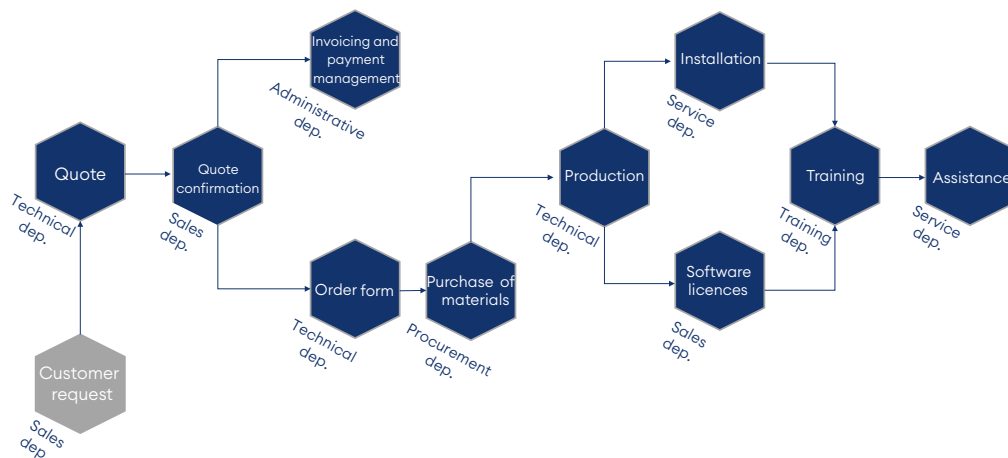 Customer
request
Sales
dep
Quote
Technical
dep.
Quote
confirmation
Sales
dep.
Invoicing and
payment
management
Administrative
dep.
Order form
Technical
dep.
Purchase of
materials
Procurement
dep.
Production
Technical
dep.
Installation
Service
dep.
Software
licences
Sales
dep.
Training
Training
dep.
Assistance
Service
dep.